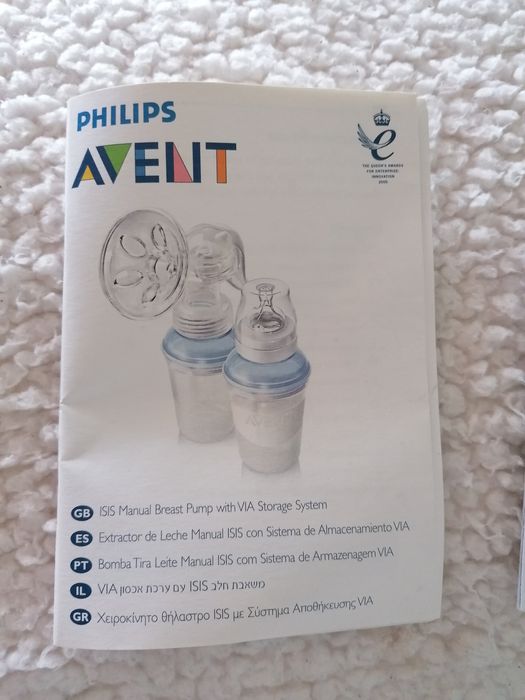 PHILIPS
AVENT
e
THE QUEEN'S AWARDS
FOR ENTERPRISE:
INNOVATION
2005
AVENT
GB ISIS Manual Breast Pump with VIA Storage System
ES Extractor de Leche Manual ISIS con Sistema de Almacenamiento VIA
PT Bomba Tira Leite Manual ISIS com Sistema de Armazenagem VIA
IL משאבת חלב ISIS עם ערכת אכסון VIA
GR Χειροκίνητο θήλαστρο ISIS με Σύστημα Αποθήκευσης VIA